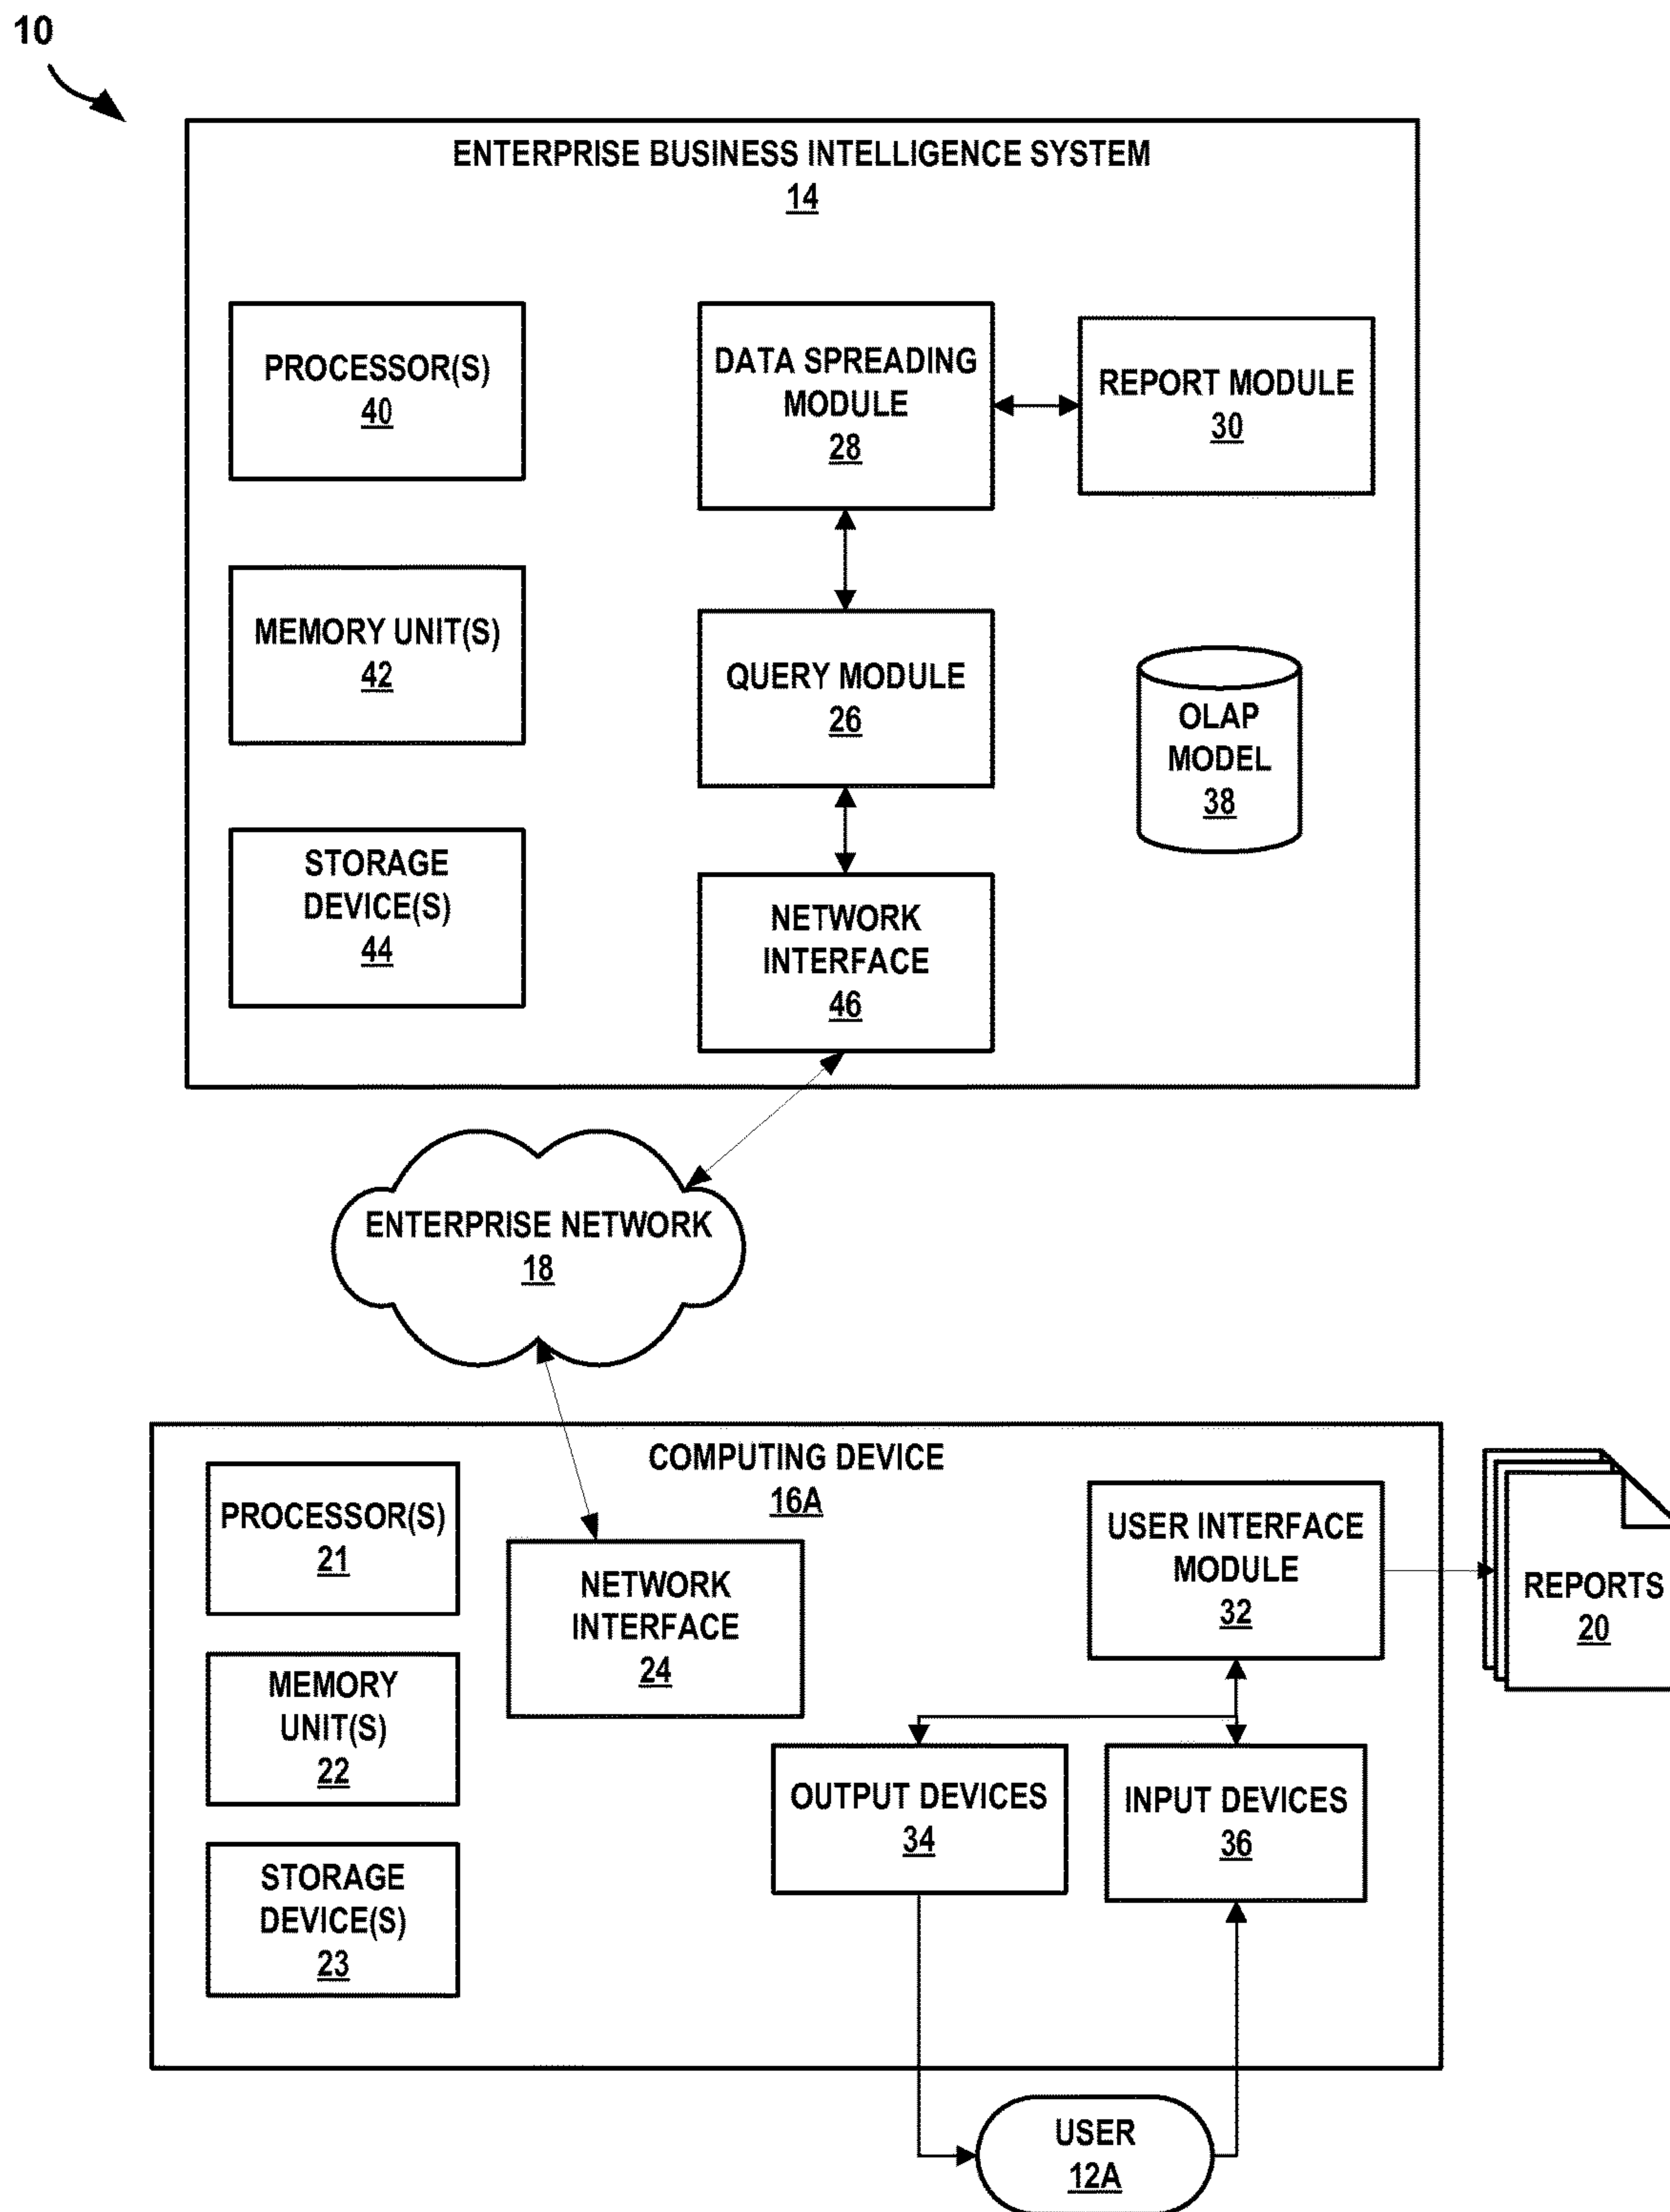 10
ENTERPRISE BUSINESS INTELLIGENCE SYSTEM
14
PROCESSOR(S)
40
DATA SPREADING
MODULE
28
REPORT MODULE
30
MEMORY UNIT(S)
42
QUERY MODULE
26
OLAP
MODEL
38
STORAGE
DEVICE(S)
44
NETWORK
INTERFACE
46
ENTERPRISE NETWORK
18
COMPUTING DEVICE
16A
PROCESSOR(S)
21
NETWORK
INTERFACE
24
USER INTERFACE
MODULE
32
REPORTS
20
MEMORY
UNIT(S)
22
OUTPUT DEVICES
34
INPUT DEVICES
36
STORAGE
DEVICE(S)
23
USER
12A